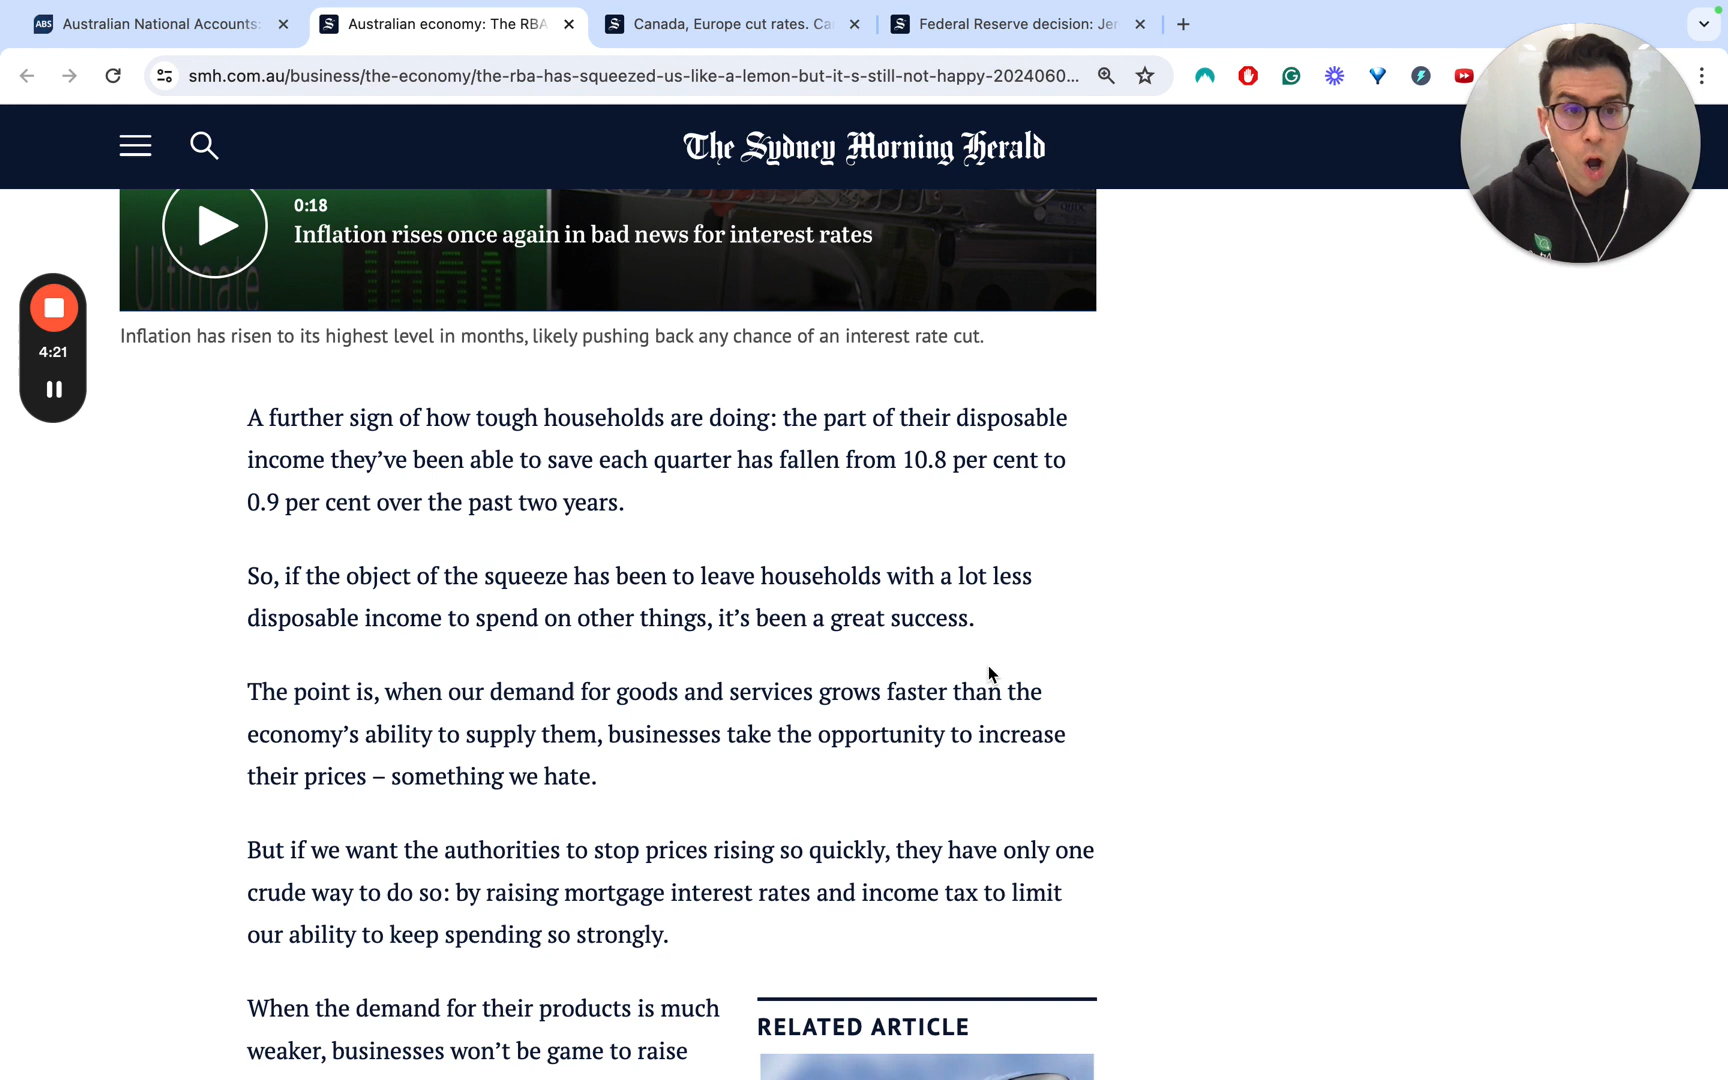 ABS Australian National Accounts:
Australian economy: The RBA
Canada, Europe cut rates. Ca
Federal Reserve decision: Jer
smh.com.au/business/the-economy/the-rba-has-squeezed-us-like-a-lemon-but-it-s-still-not-happy-2024060...
The Sydney Morning Herald
0:18
Inflation rises once again in bad news for interest rates
Ultimate
4:21
Inflation has risen to its highest level in months, likely pushing back any chance of an interest rate cut.
A further sign of how tough households are doing: the part of their disposable
income they’ve been able to save each quarter has fallen from 10.8 per cent to
0.9 per cent over the past two years.
So, if the object of the squeeze has been to leave households with a lot less
disposable income to spend on other things, it’s been a great success.
The point is, when our demand for goods and services grows faster than the
economy’s ability to supply them, businesses take the opportunity to increase
their prices – something we hate.
But if we want the authorities to stop prices rising so quickly, they have only one
crude way to do so: by raising mortgage interest rates and income tax to limit
our ability to keep spending so strongly.
When the demand for their products is much
weaker, businesses won’t be game to raise
RELATED ARTICLE